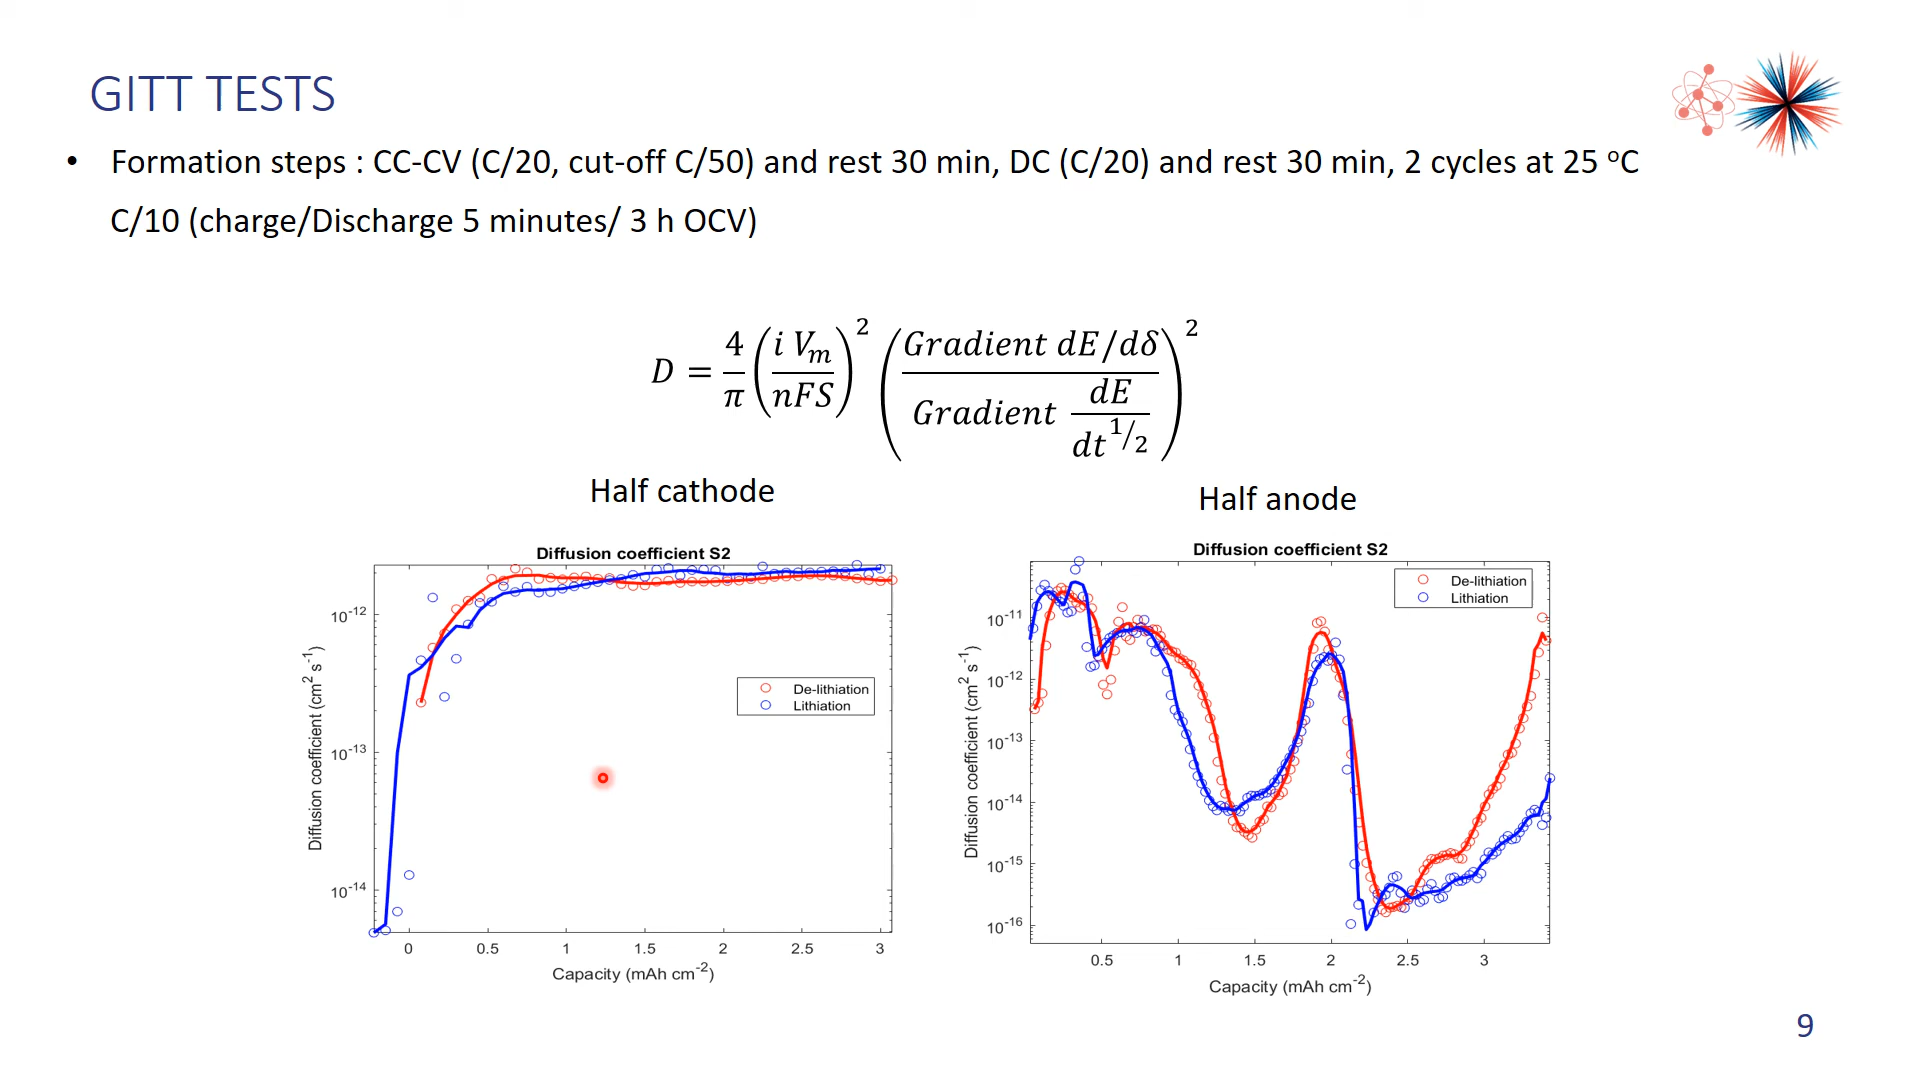 GITT TESTS
• Formation steps : CC-CV (C/20, cut-off C/50) and rest 30 min, DC (C/20) and rest 30 min, 2 cycles at 25 ºC
C/10 (charge/Discharge 5 minutes/ 3 h OCV)
D = 4/π (i Vₘ/nFS)² (Gradient dE/dδ / Gradient dE/dt^1/2)²
Half cathode
Diffusion coefficient S2
De-lithiation
Lithiation
Diffusion coefficient (cm² s⁻¹)
10⁻¹²
10⁻¹³
10⁻¹⁴
0 0.5 1 1.5 2 2.5 3
Capacity (mAh cm⁻²)
Half anode
Diffusion coefficient S2
De-lithiation
Lithiation
Diffusion coefficient (cm² s⁻¹)
10⁻¹¹
10⁻¹²
10⁻¹³
10⁻¹⁴
10⁻¹⁵
10⁻¹⁶
0.5 1 1.5 2 2.5 3
Capacity (mAh cm⁻²)
9